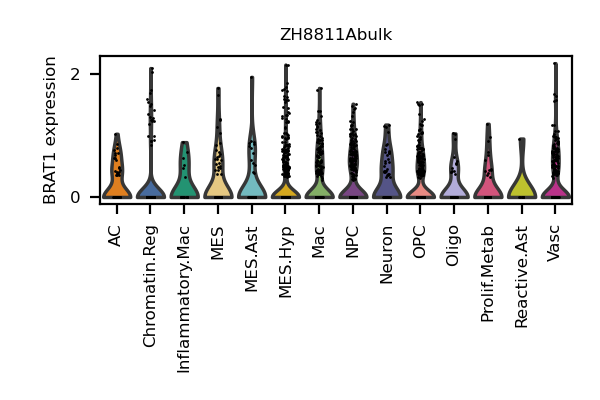 ZH8811Abulk
BRAT1 expression
2
0
AC
Chromatin.Reg
Inflammatory.Mac
MES
MES.Ast
MES.Hyp
Mac
NPC
Neuron
OPC
Oligo
Prolif.Metab
Reactive.Ast
Vasc